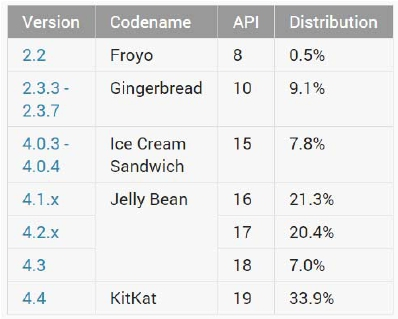 Version Codename API Distribution
2.2 Froyo 8 0.5%
2.3.3 - Gingerbread 10 9.1%
2.3.7
4.0.3 - Ice Cream 15 7.8%
4.0.4 Sandwich
4.1.x Jelly Bean 16 21.3%
4.2.x 17 20.4%
4.3 18 7.0%
4.4 KitKat 19 33.9%